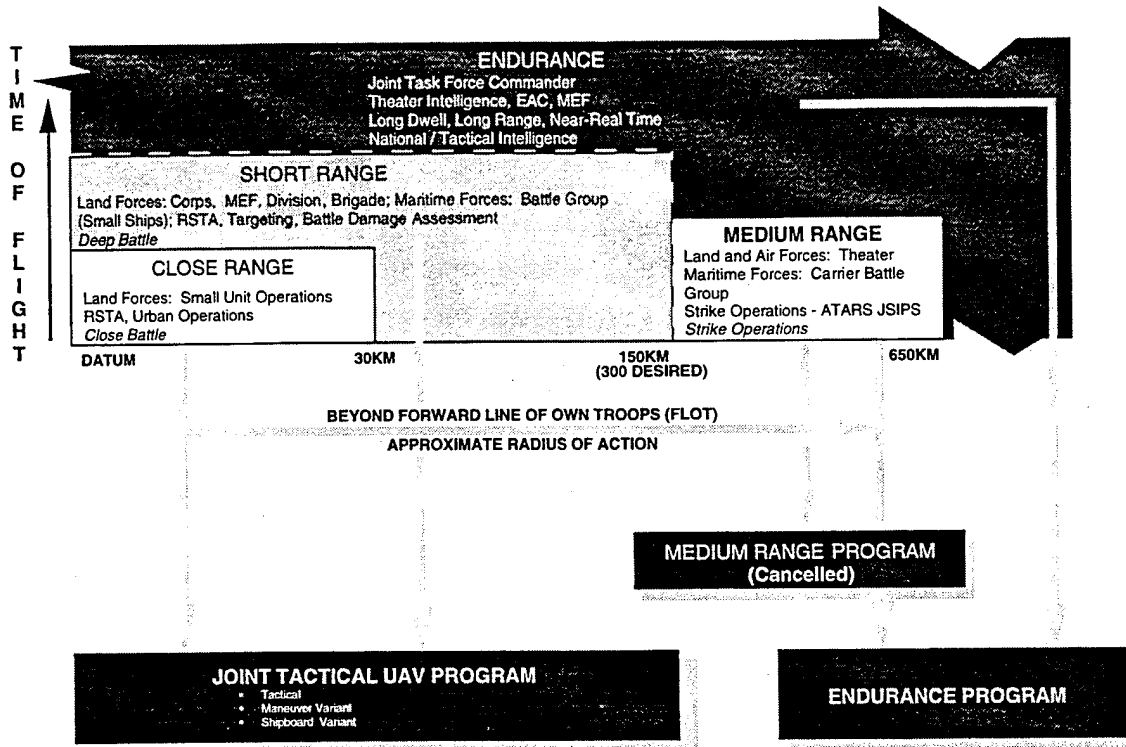 TIME OF FLIGHT
ENDURANCE
Joint Task Force Commander
Theater Intelligence, EAC, MEF
Long Dwell, Long Range, Near-Real Time
National / Tactical Intelligence
SHORT RANGE
Land Forces: Corps, MEF, Division, Brigade; Maritime Forces: Battle Group
(Small Ships); RSTA, Targeting, Battle Damage Assessment
Deep Battle
CLOSE RANGE
Land Forces: Small Unit Operations
RSTA, Urban Operations
Close Battle
MEDIUM RANGE
Land and Air Forces: Theater
Maritime Forces: Carrier Battle
Group
Strike Operations - ATARS JSIPS
Strike Operations
DATUM 30KM 150KM 650KM
(300 DESIRED)
BEYOND FORWARD LINE OF OWN TROOPS (FLOT)
APPROXIMATE RADIUS OF ACTION
MEDIUM RANGE PROGRAM
(Cancelled)
JOINT TACTICAL UAV PROGRAM
• Tactical
• Maneuver Variant
• Shipboard Variant
ENDURANCE PROGRAM